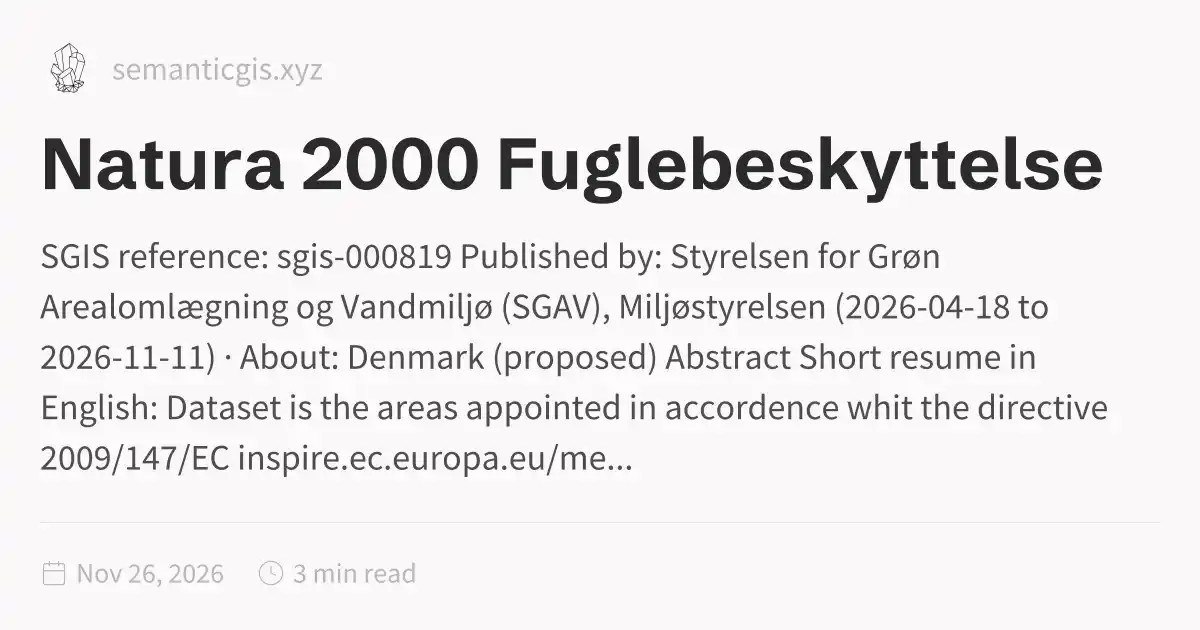 semanticgis.xyz
Natura 2000 Fuglebeskyttelse
SGIS reference: sgis-000819 Published by: Styrelsen for Grøn
Arealomlægning og Vandmiljø (SGAV), Miljøstyrelsen (2026-04-18 to
2026-11-11) · About: Denmark (proposed) Abstract Short resume in
English: Dataset is the areas appointed in accordence whit the directive
2009/147/EC inspire.ec.europa.eu/me...
Nov 26, 2026 3 min read